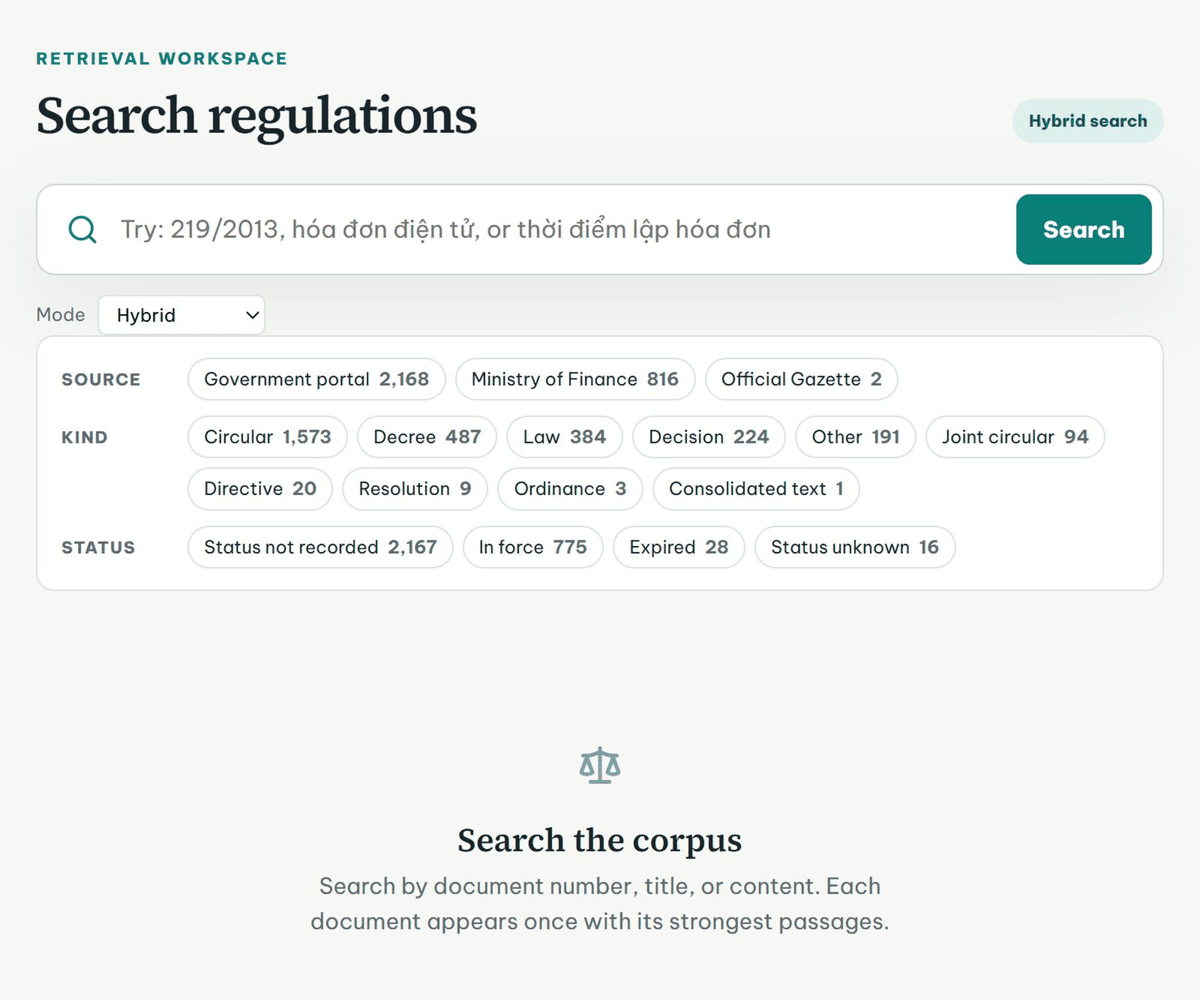 RETRIEVAL WORKSPACE
Search regulations
Hybrid search
Try: 219/2013, hóa đơn điện tử, or thời điểm lập hóa đơn
Search
Mode Hybrid
SOURCE Government portal 2,168 Ministry of Finance 816 Official Gazette 2
KIND Circular 1,573 Decree 487 Law 384 Decision 224 Other 191 Joint circular 94
Directive 20 Resolution 9 Ordinance 3 Consolidated text 1
STATUS Status not recorded 2,167 In force 775 Expired 28 Status unknown 16
Search the corpus
Search by document number, title, or content. Each
document appears once with its strongest passages.